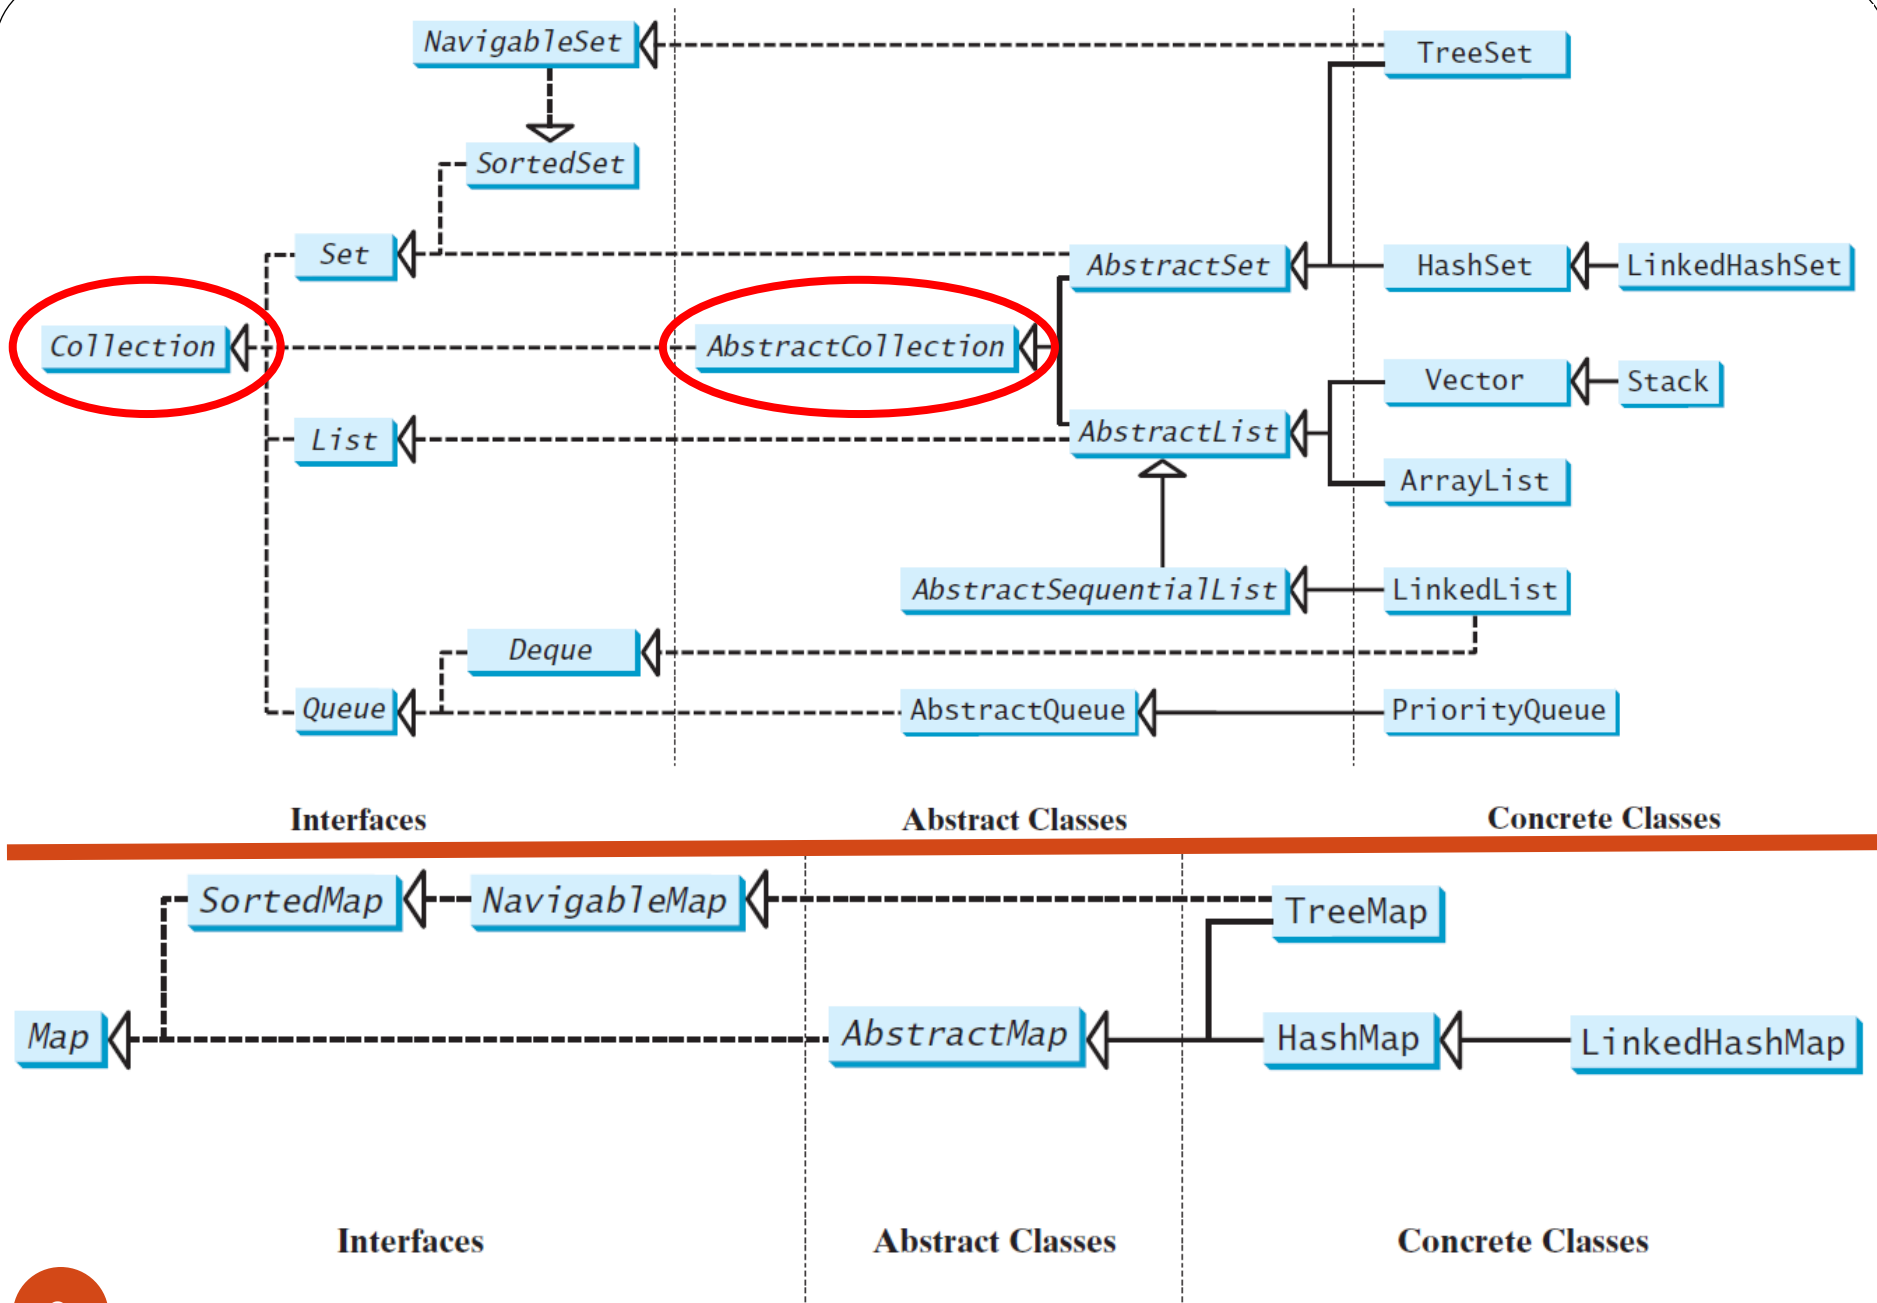 NavigableSet
TreeSet
SortedSet
Set
AbstractSet
HashSet
LinkedHashSet
Collection
AbstractCollection
Vector
Stack
List
AbstractList
ArrayList
AbstractSequentialList
LinkedList
Deque
Queue
AbstractQueue
PriorityQueue
Interfaces
Abstract Classes
Concrete Classes
SortedMap
NavigableMap
TreeMap
Map
AbstractMap
HashMap
LinkedHashMap
Interfaces
Abstract Classes
Concrete Classes